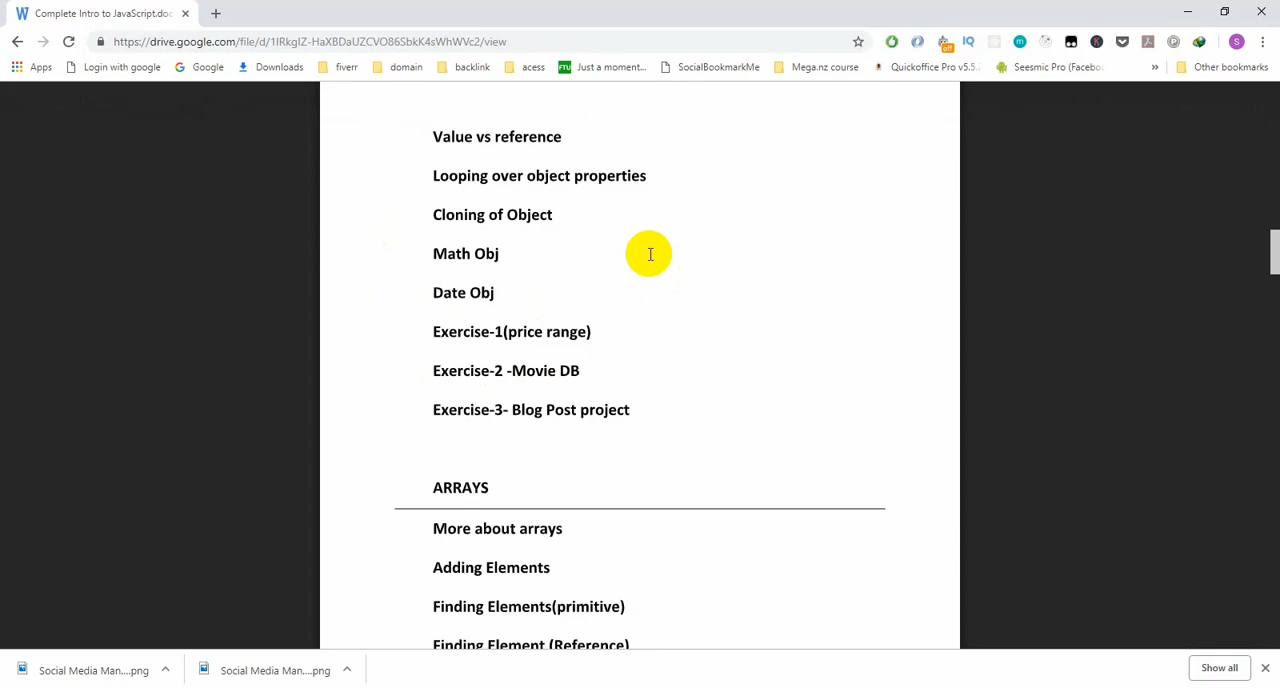 Complete Intro to JavaScript.doc
https://drive.google.com/file/d/1IRkgIZ-HaXBDaUZCVO86SbkK4sWhWVc2/view
Apps Login with google Google Downloads fiverr domain backlink acess Just a moment... SocialBookmarkMe Mega.nz course Quickoffice Pro v5.5. Seesmic Pro (Facebo » Other bookmarks
Value vs reference
Looping over object properties
Cloning of Object
Math Obj
Date Obj
Exercise-1(price range)
Exercise-2 -Movie DB
Exercise-3- Blog Post project
ARRAYS
More about arrays
Adding Elements
Finding Elements(primitive)
Finding Element (Reference)
Social Media Man....png Social Media Man....png Show all